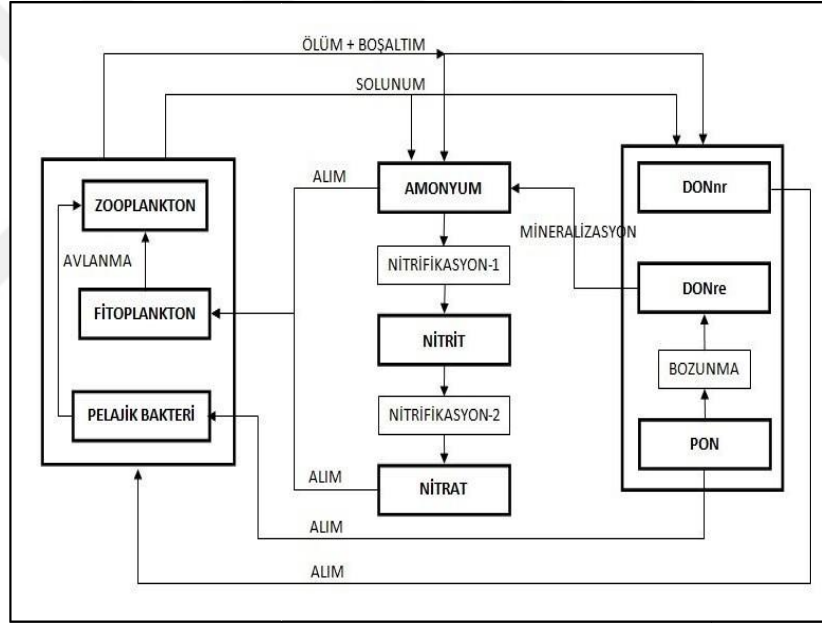 ÖLÜM + BOŞALTIM
SOLUNUM
ALIM
AMONYUM
DONnr
ZOOPLANKTON
MİNERALİZASYON
AVLANMA
NİTRİFİKASYON-1
DONre
FİTOPLANKTON
NİTRİT
BOZUNMA
PELAJİK BAKTERİ
NİTRİFİKASYON-2
PON
ALIM
NİTRAT
ALIM
ALIM